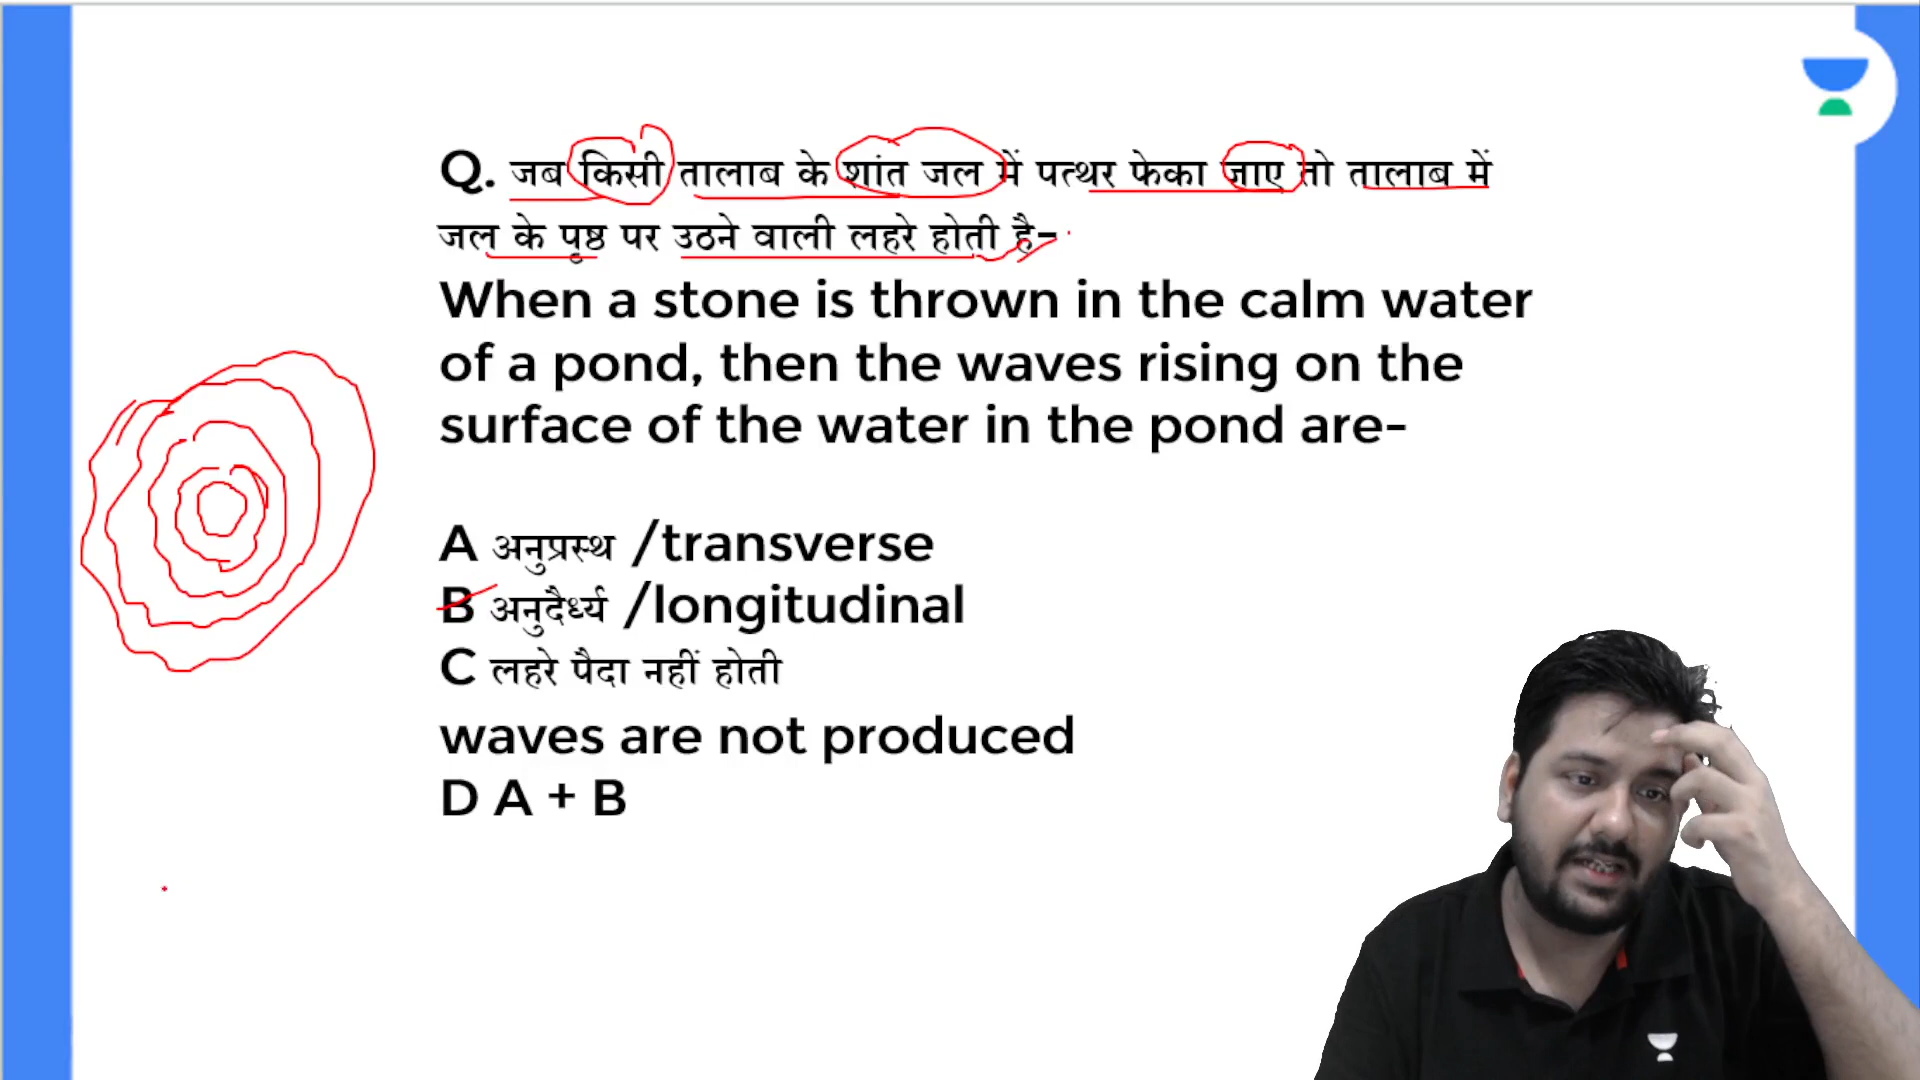 Q. जब किसी तालाब के शांत जल में पत्थर फेका जाए तो तालाब में
जल के पृष्ठ पर उठने वाली लहरे होती है-
When a stone is thrown in the calm water
of a pond, then the waves rising on the
surface of the water in the pond are-
A अनुप्रस्थ /transverse
B अनुदैर्ध्य /longitudinal
C लहरे पैदा नहीं होती
waves are not produced
D A + B